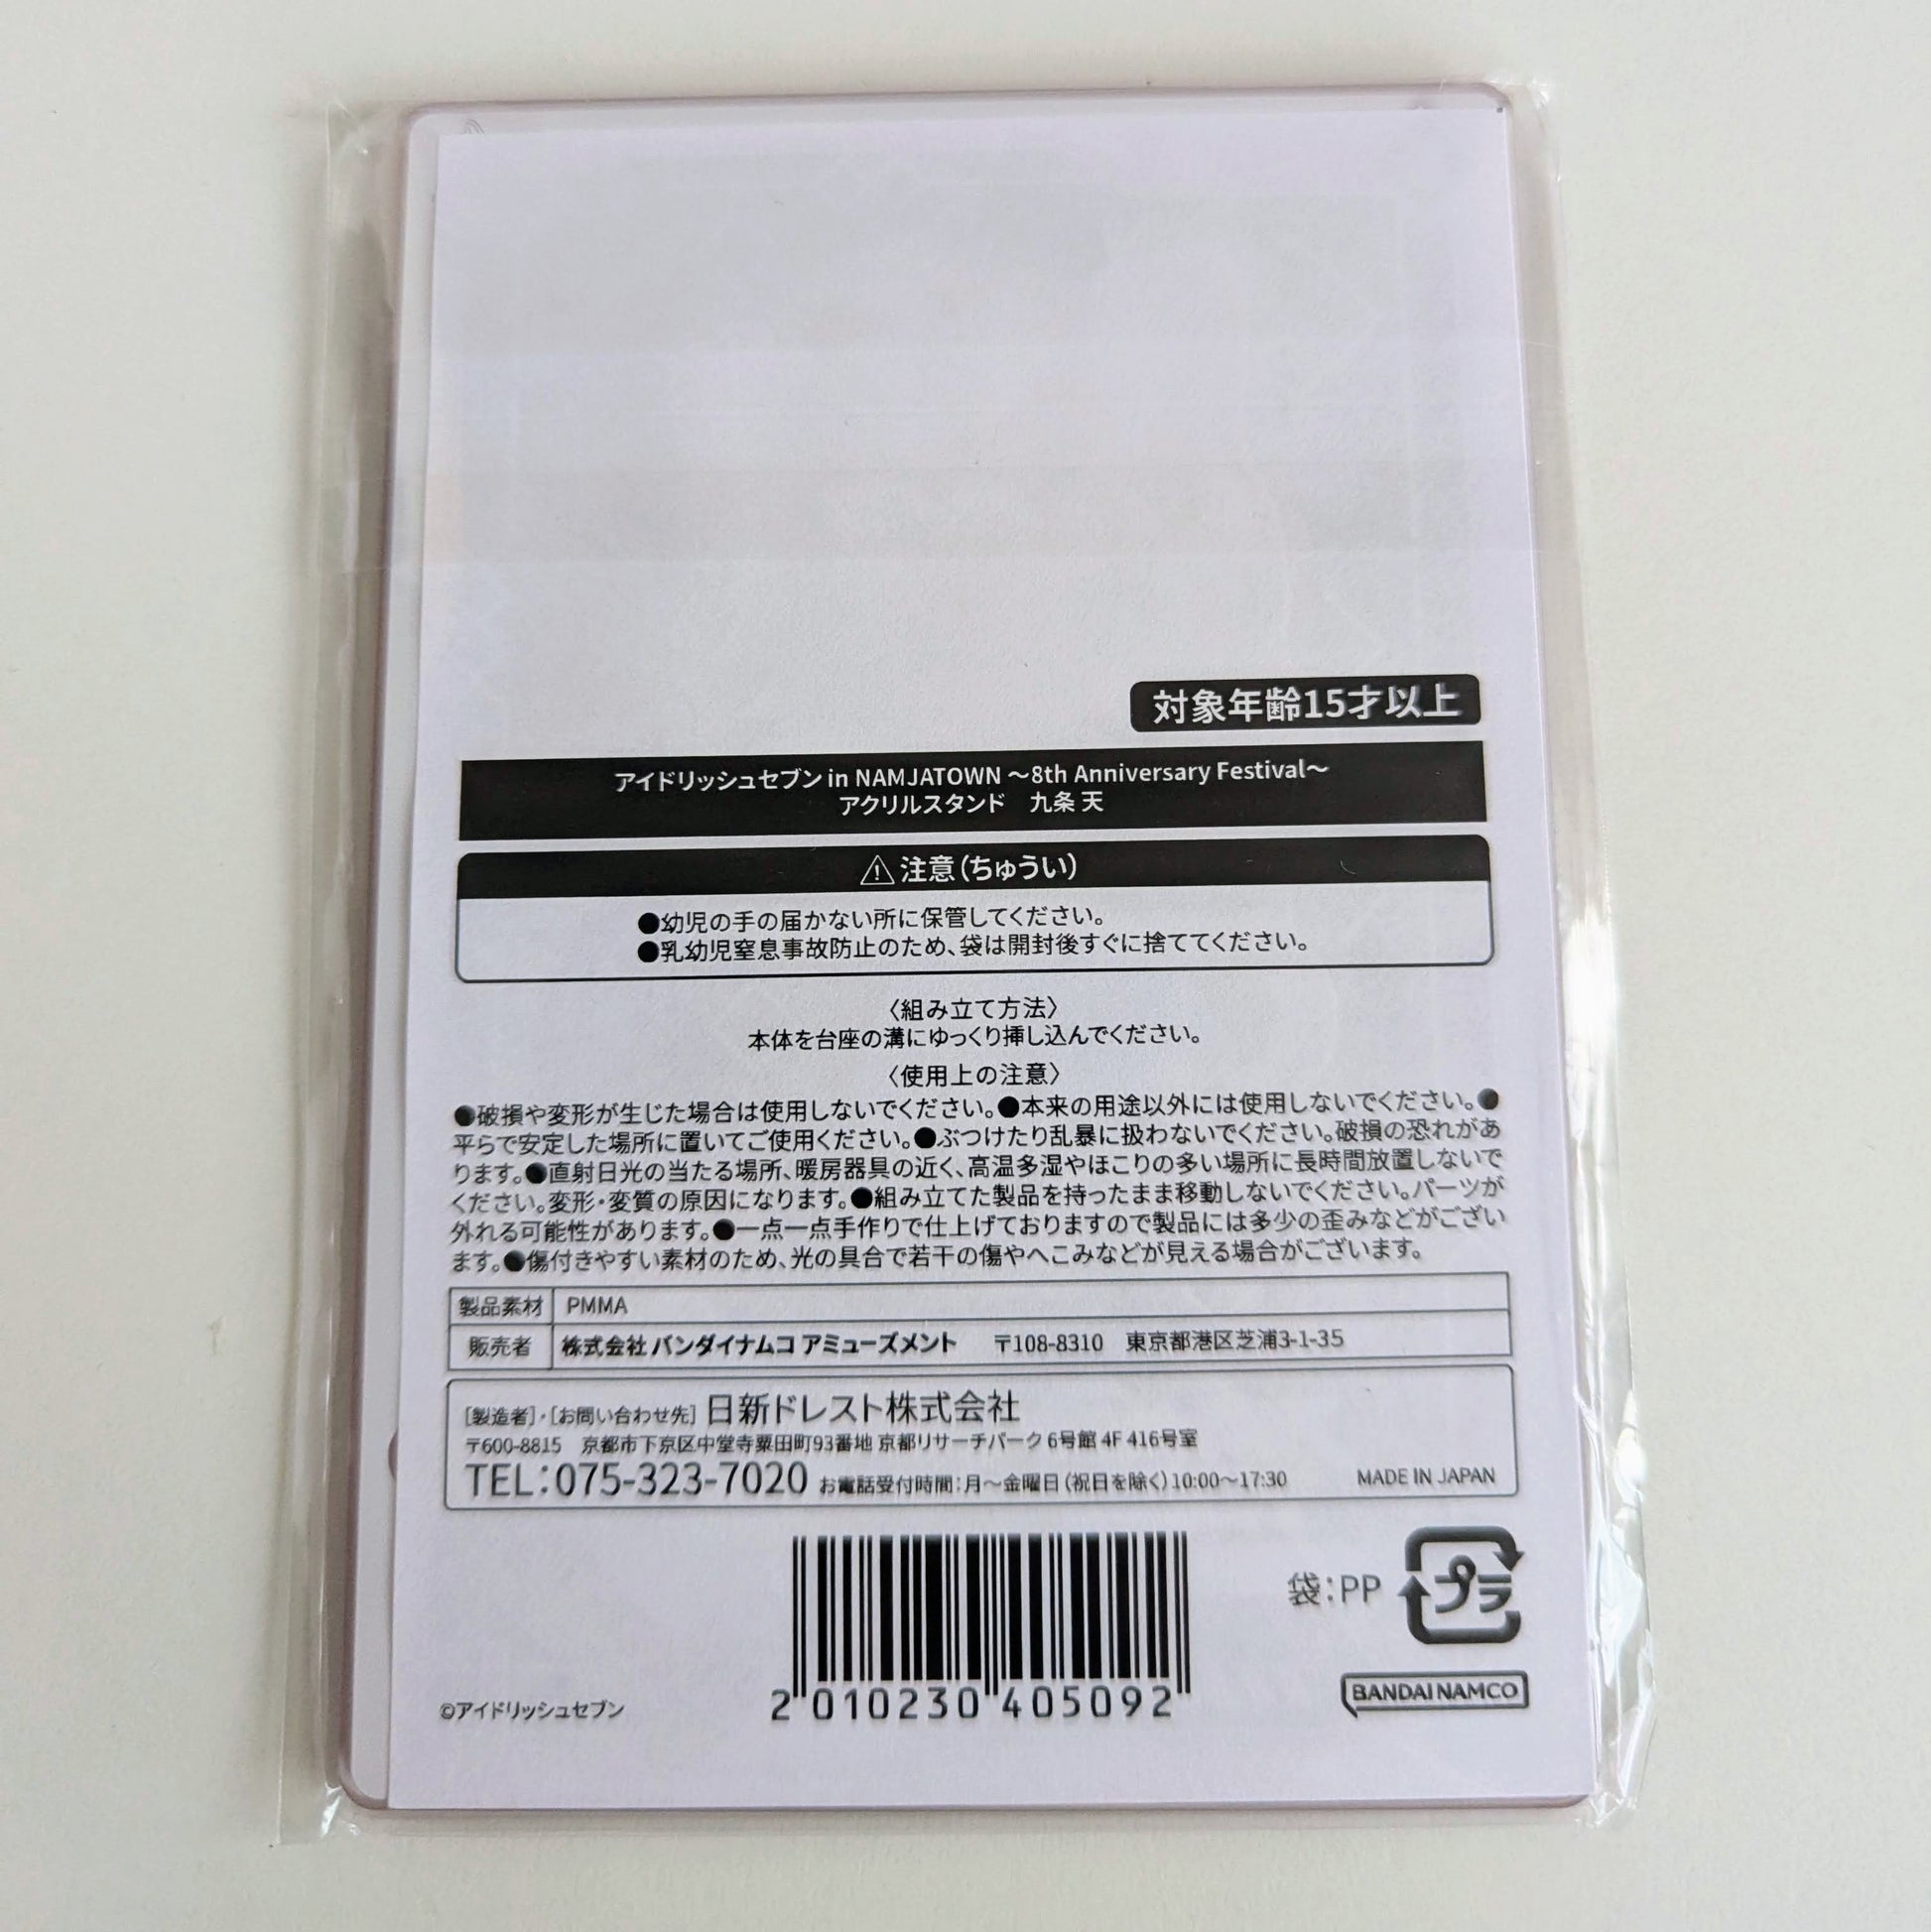 対象年齢15才以上
アイドリッシュセブン in NAMJATOWN ～8th Anniversary Festival～
アクリルスタンド　九条 天
⚠ 注意（ちゅうい）
●幼児の手の届かない所に保管してください。
●乳幼児窒息事故防止のため、袋は開封後すぐに捨ててください。
〈組み立て方法〉
本体を台座の溝にゆっくり挿し込んでください。
〈使用上の注意〉
●破損や変形が生じた場合は使用しないでください。●本来の用途以外には使用しないでください。●
平らで安定した場所に置いてご使用ください。●ぶつけたり乱暴に扱わないでください。破損の恐れがあ
ります。●直射日光の当たる場所、暖房器具の近く、高温多湿やほこりの多い場所に長時間放置しないで
ください。変形・変質の原因になります。●組み立てた製品を持ったまま移動しないでください。パーツが
外れる可能性があります。●一点一点手作りで仕上げておりますので製品には多少の歪みなどがござい
ます。●傷付きやすい素材のため、光の具合で若干の傷やへこみなどが見える場合がございます。
製品素材　PMMA
販売者　株式会社 バンダイナムコ アミューズメント　〒108-8310　東京都港区芝浦3-1-35
[製造者]・[お問い合わせ先] 日新ドレスト株式会社
〒600-8815　京都市下京区中堂寺粟田町93番地 京都リサーチパーク 6号館 4F 416号室
TEL：075-323-7020 お電話受付時間：月～金曜日（祝日を除く）10:00～17:30　MADE IN JAPAN
袋：PP プラ
BANDAI NAMCO
©アイドリッシュセブン
2 010230 405092